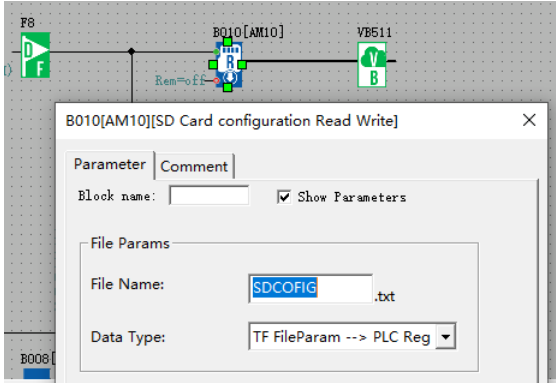 F8
B010[AM10]
VB511
D
F
R
V
B
Rem=off
)
B010[AM10][SD Card configuration Read Write]
Parameter
Comment
Block name:
Show Parameters
File Params
File Name:
SDCOFIG
.txt
Data Type:
TF FileParam --> PLC Reg
B008[